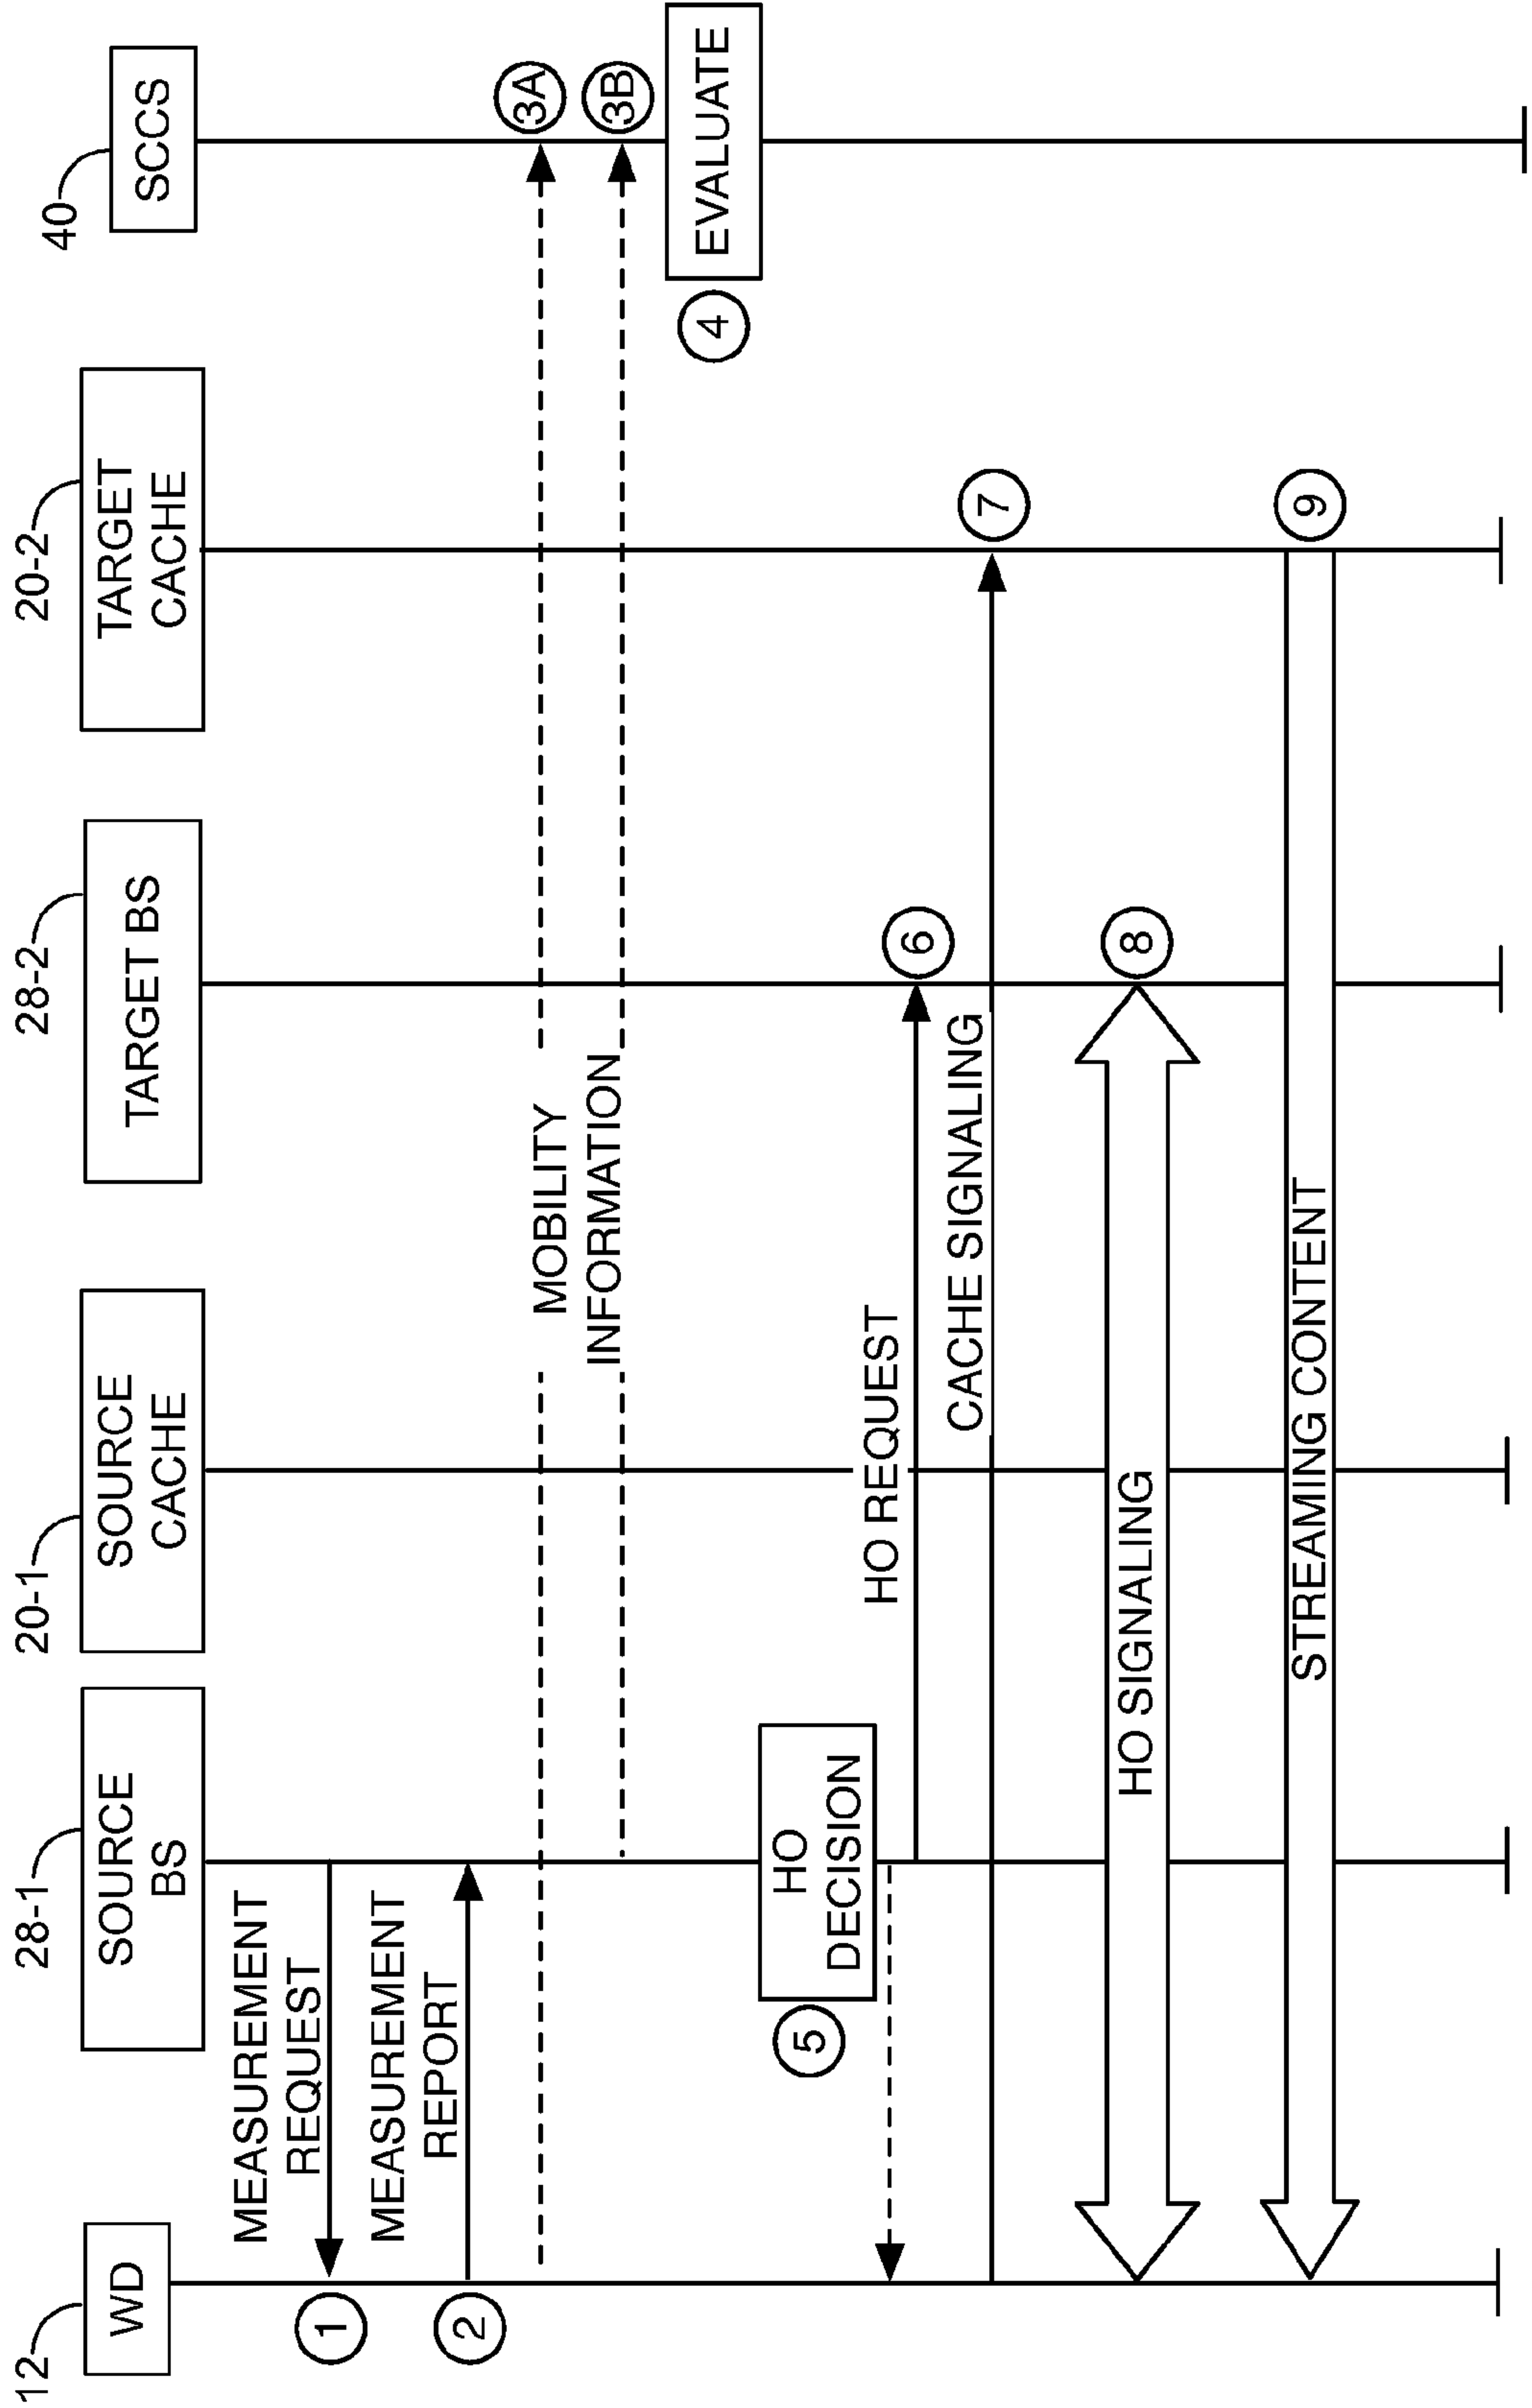 12
28-1
20-1
28-2
20-2
40
WD
SOURCE
BS
SOURCE
CACHE
TARGET BS
TARGET
CACHE
SCCS
MEASUREMENT
REQUEST
1
MEASUREMENT
REPORT
2
MOBILITY
INFORMATION
3A
3B
4
EVALUATE
5
HO
DECISION
HO REQUEST
6
CACHE SIGNALING
7
HO SIGNALING
8
STREAMING CONTENT
9